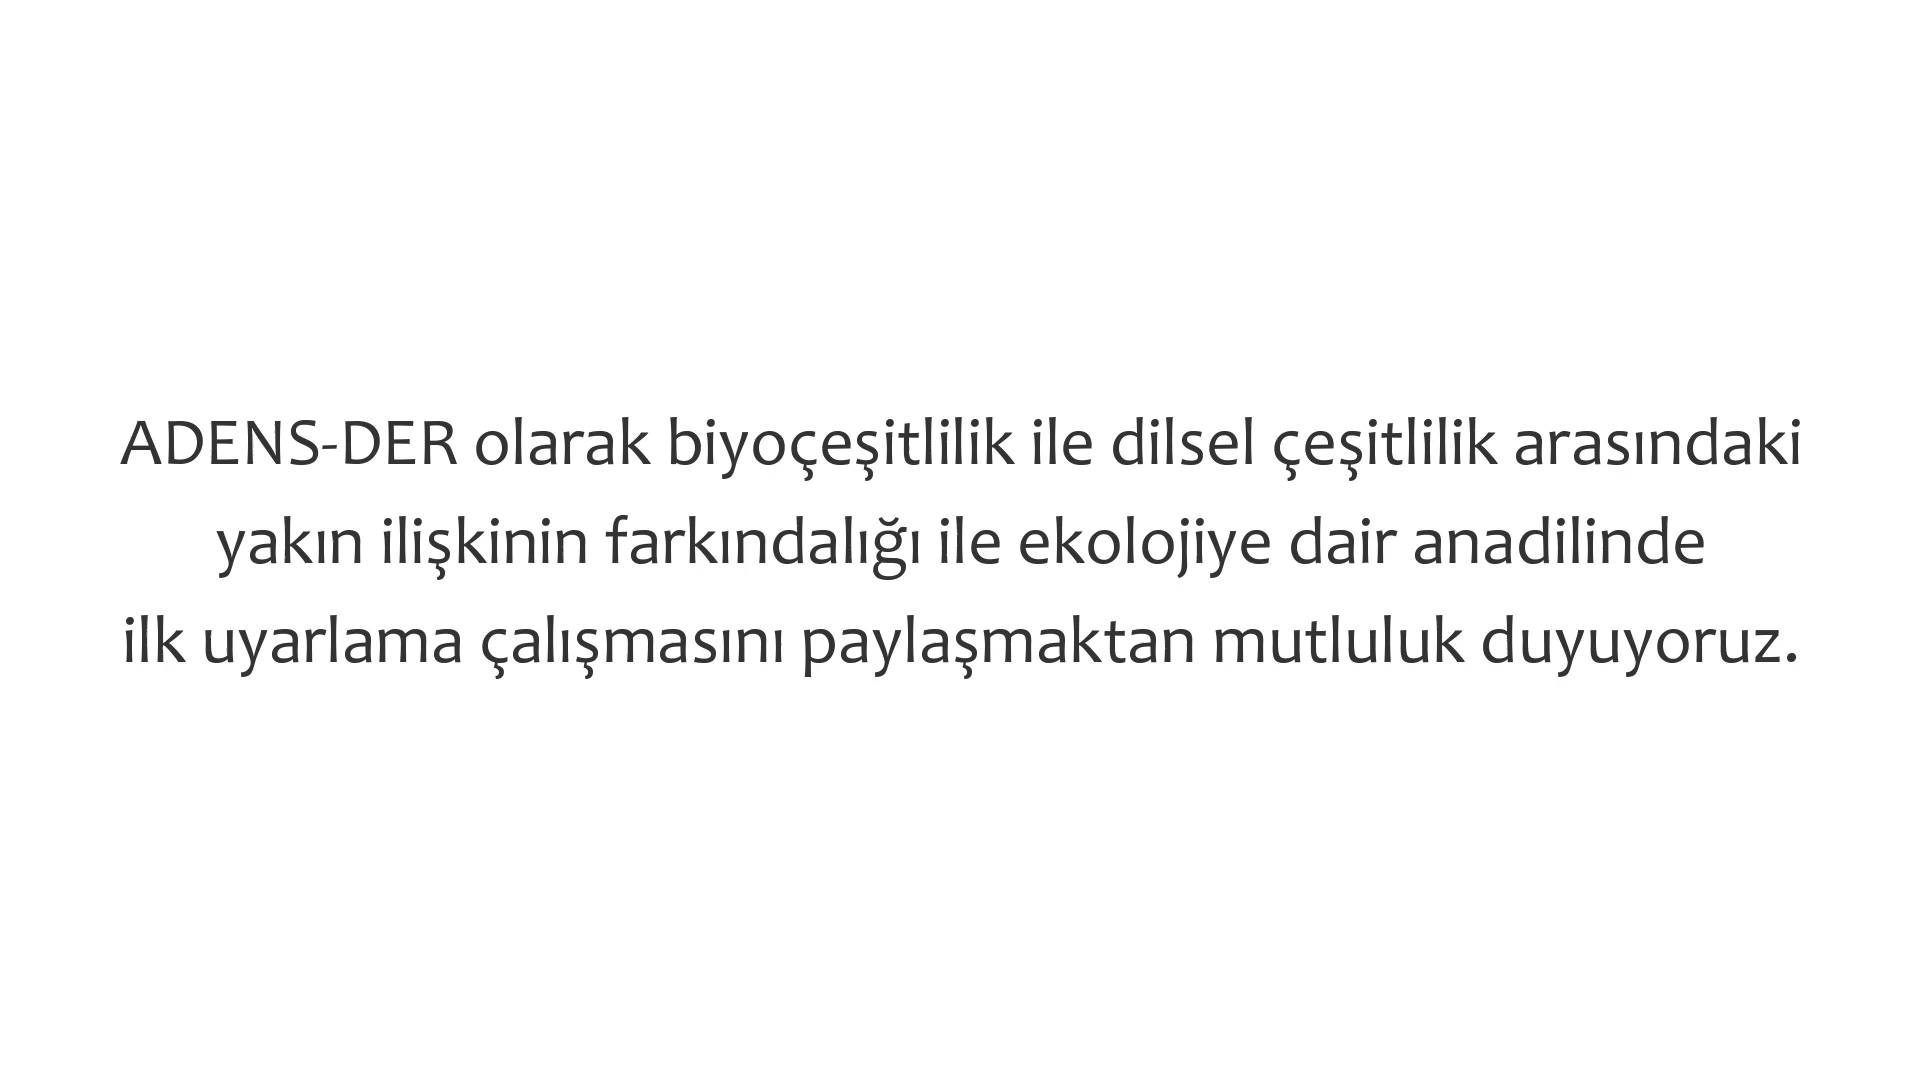 ADENS-DER olarak biyoçeşitlilik ile dilsel çeşitlilik arasındaki
yakın ilişkinin farkındalığı ile ekolojiye dair anadilinde
ilk uyarlama çalışmasını paylaşmaktan mutluluk duyuyoruz.